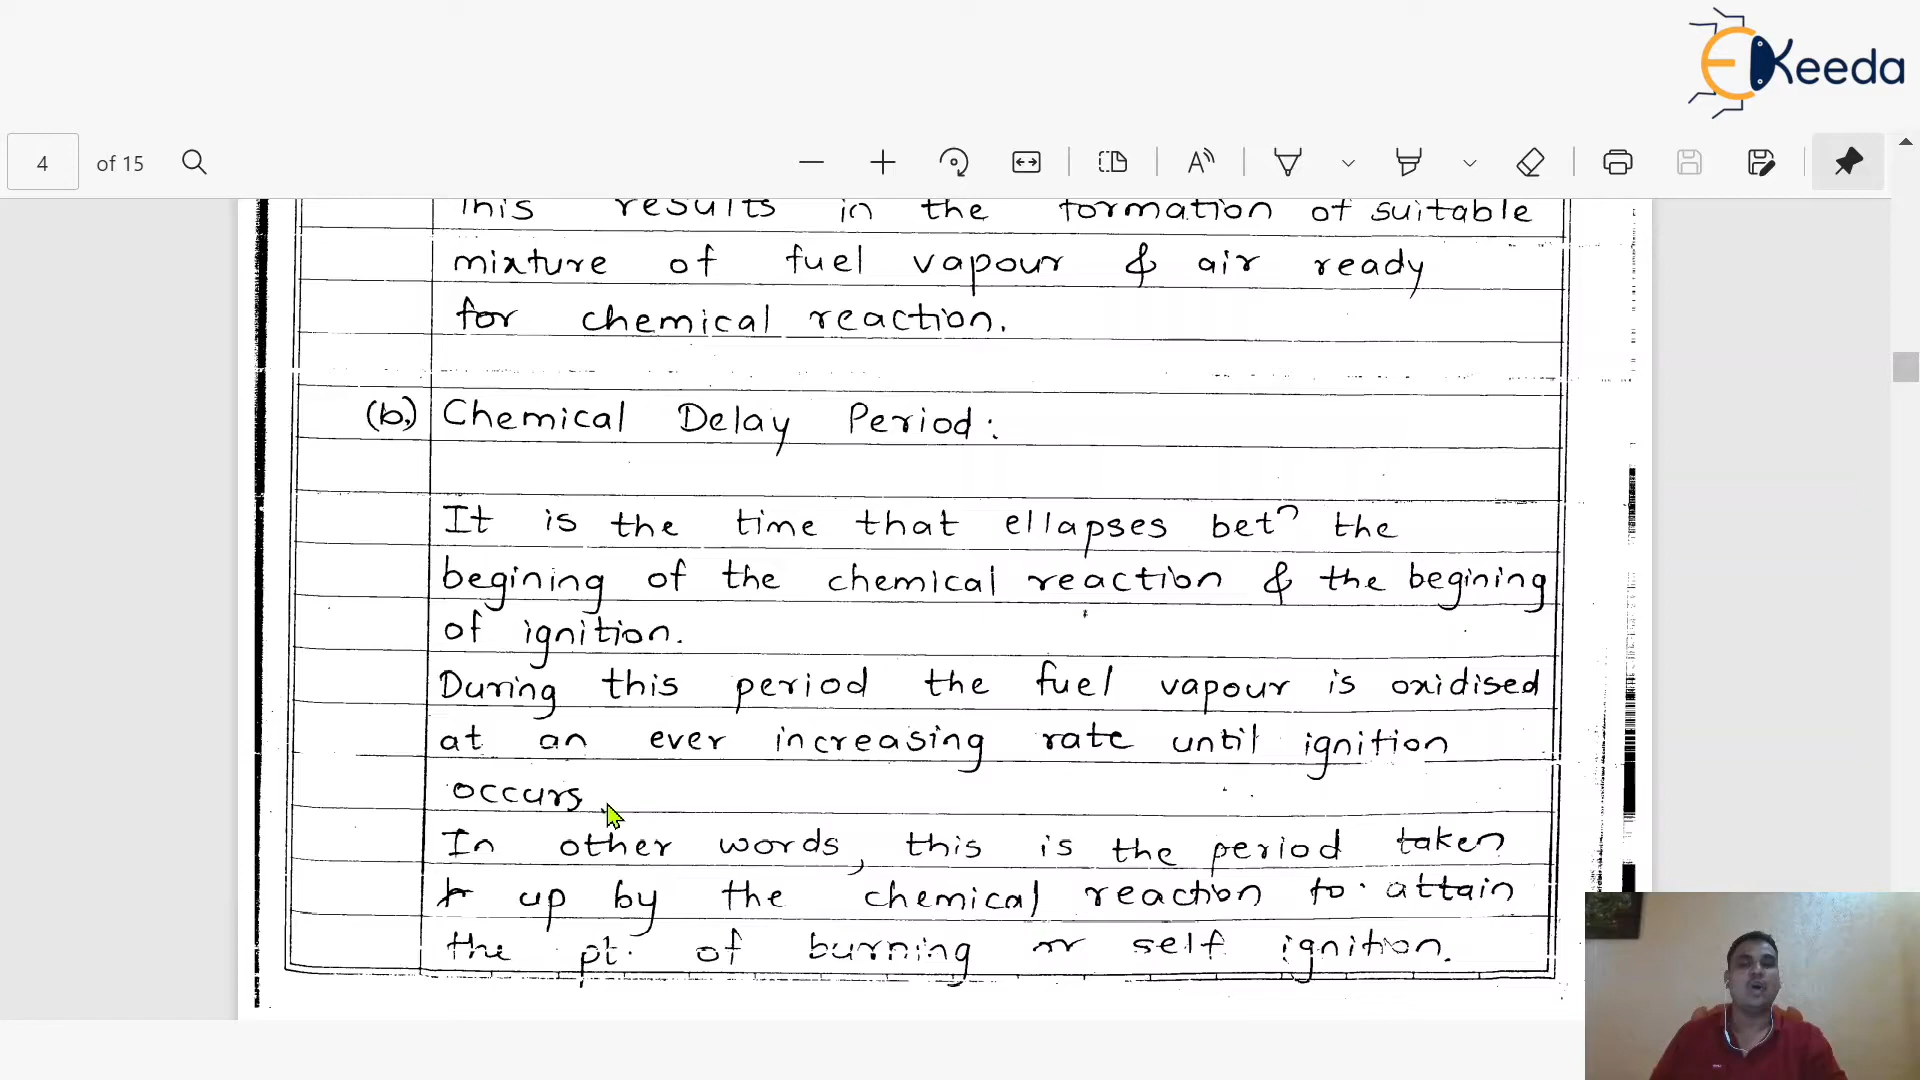 EKeeda
4 of 15
This results in the formation of suitable
mixture of fuel vapour & air ready
for chemical reaction.
(b.) Chemical Delay Period:
It is the time that ellapses betⁿ the
begining of the chemical reaction & the begining
of ignition.
During this period the fuel vapour is oxidised
at an ever increasing rate until ignition
occurs.
In other words, this is the period taken
up by the chemical reaction to attain
the pt. of burning or self ignition.